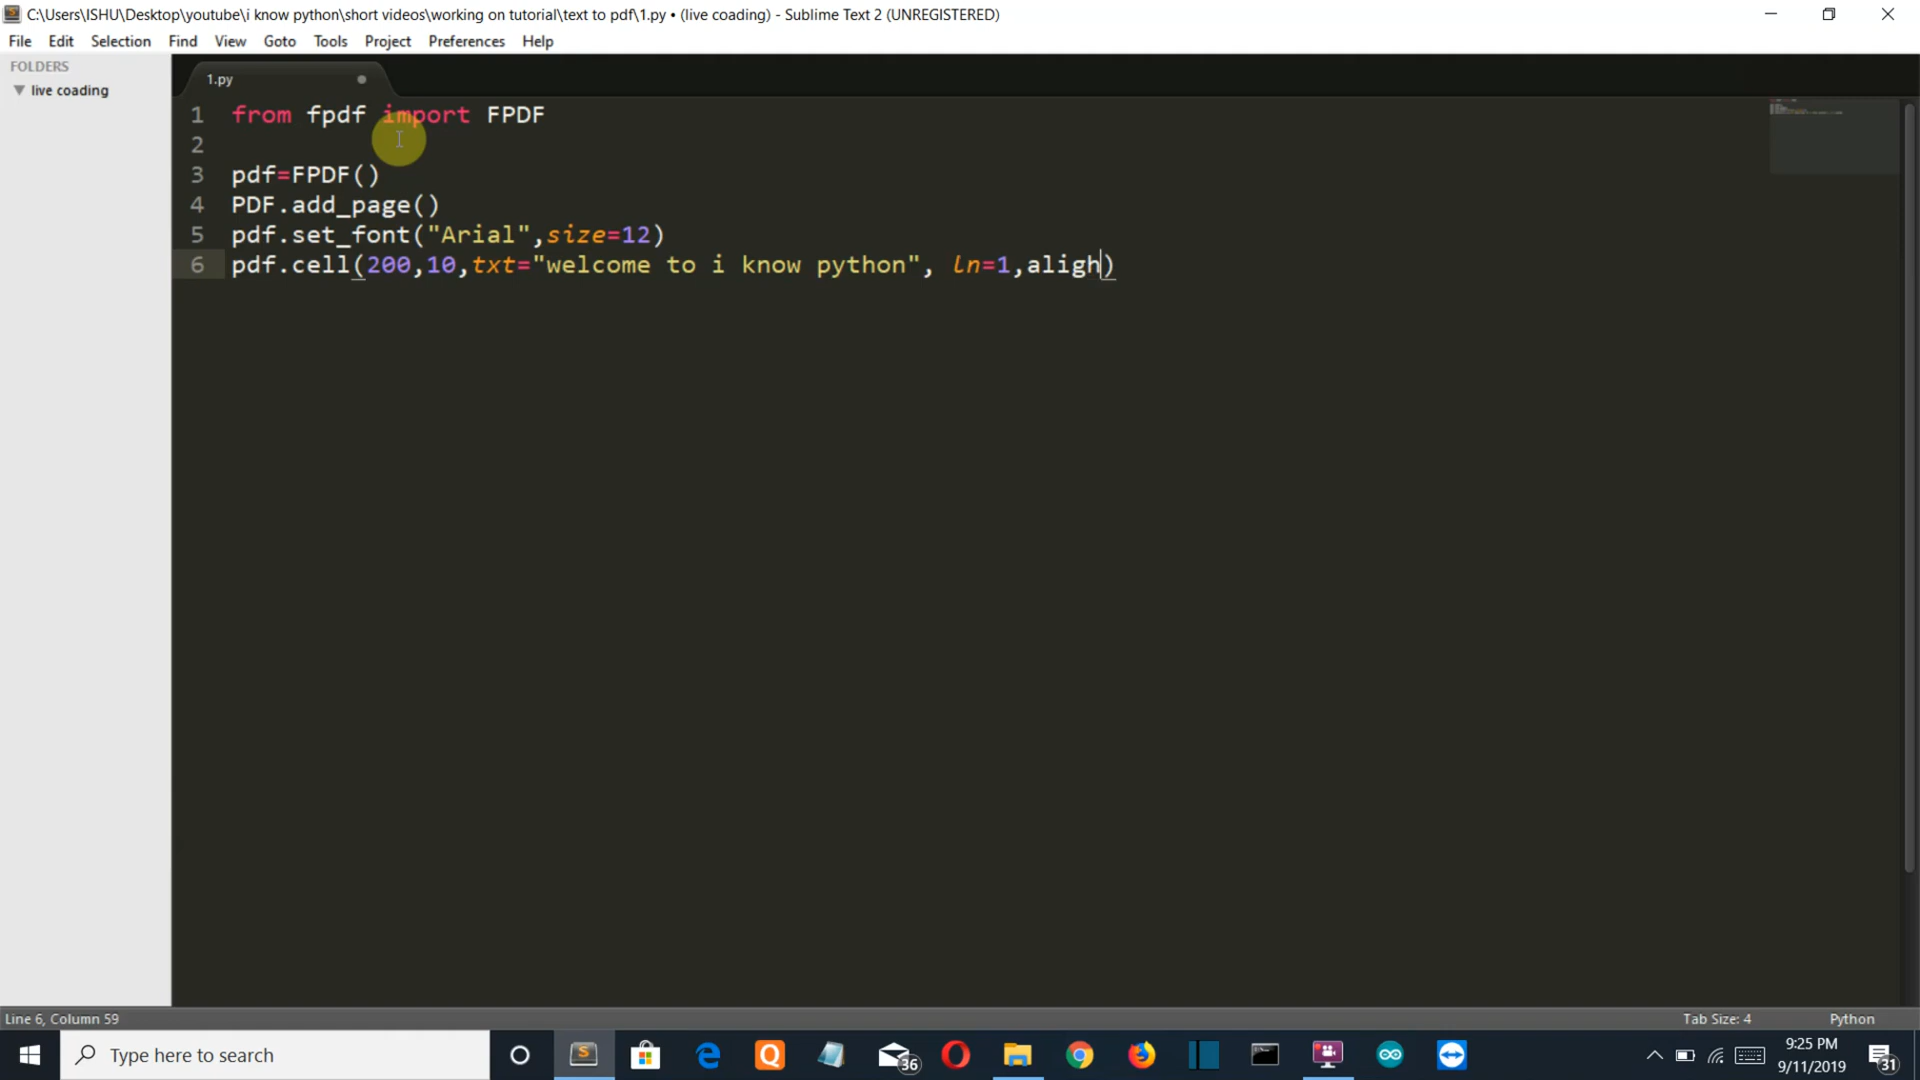 C:\Users\ISHU\Desktop\youtube\i know python\short videos\working on tutorial\text to pdf\1.py • (live coading) - Sublime Text 2 (UNREGISTERED)
File Edit Selection Find View Goto Tools Project Preferences Help
FOLDERS
live coading
1.py
1 from fpdf import FPDF
2
3 pdf=FPDF()
4 PDF.add_page()
5 pdf.set_font("Arial",size=12)
6 pdf.cell(200,10,txt="welcome to i know python", ln=1,aligh)
Line 6, Column 59
Tab Size: 4
Python
Type here to search
36
9:25 PM
9/11/2019
31